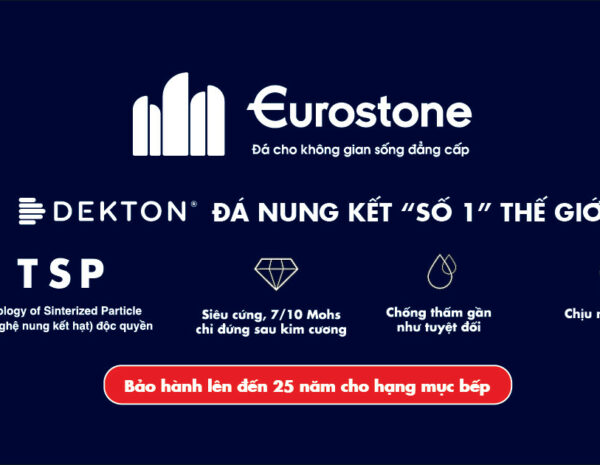 Eurostone
Đá cho không gian sống đẳng cấp
DEKTON® ĐÁ NUNG KẾT “SỐ 1” THẾ GIỚ
TSP
ology of Sinterized Particle
ghệ nung kết hạt) độc quyền
Siêu cứng, 7/10 Mohs
chỉ đứng sau kim cương
Chống thấm gần
như tuyệt đối
Chịu
Bảo hành lên đến 25 năm cho hạng mục bếp